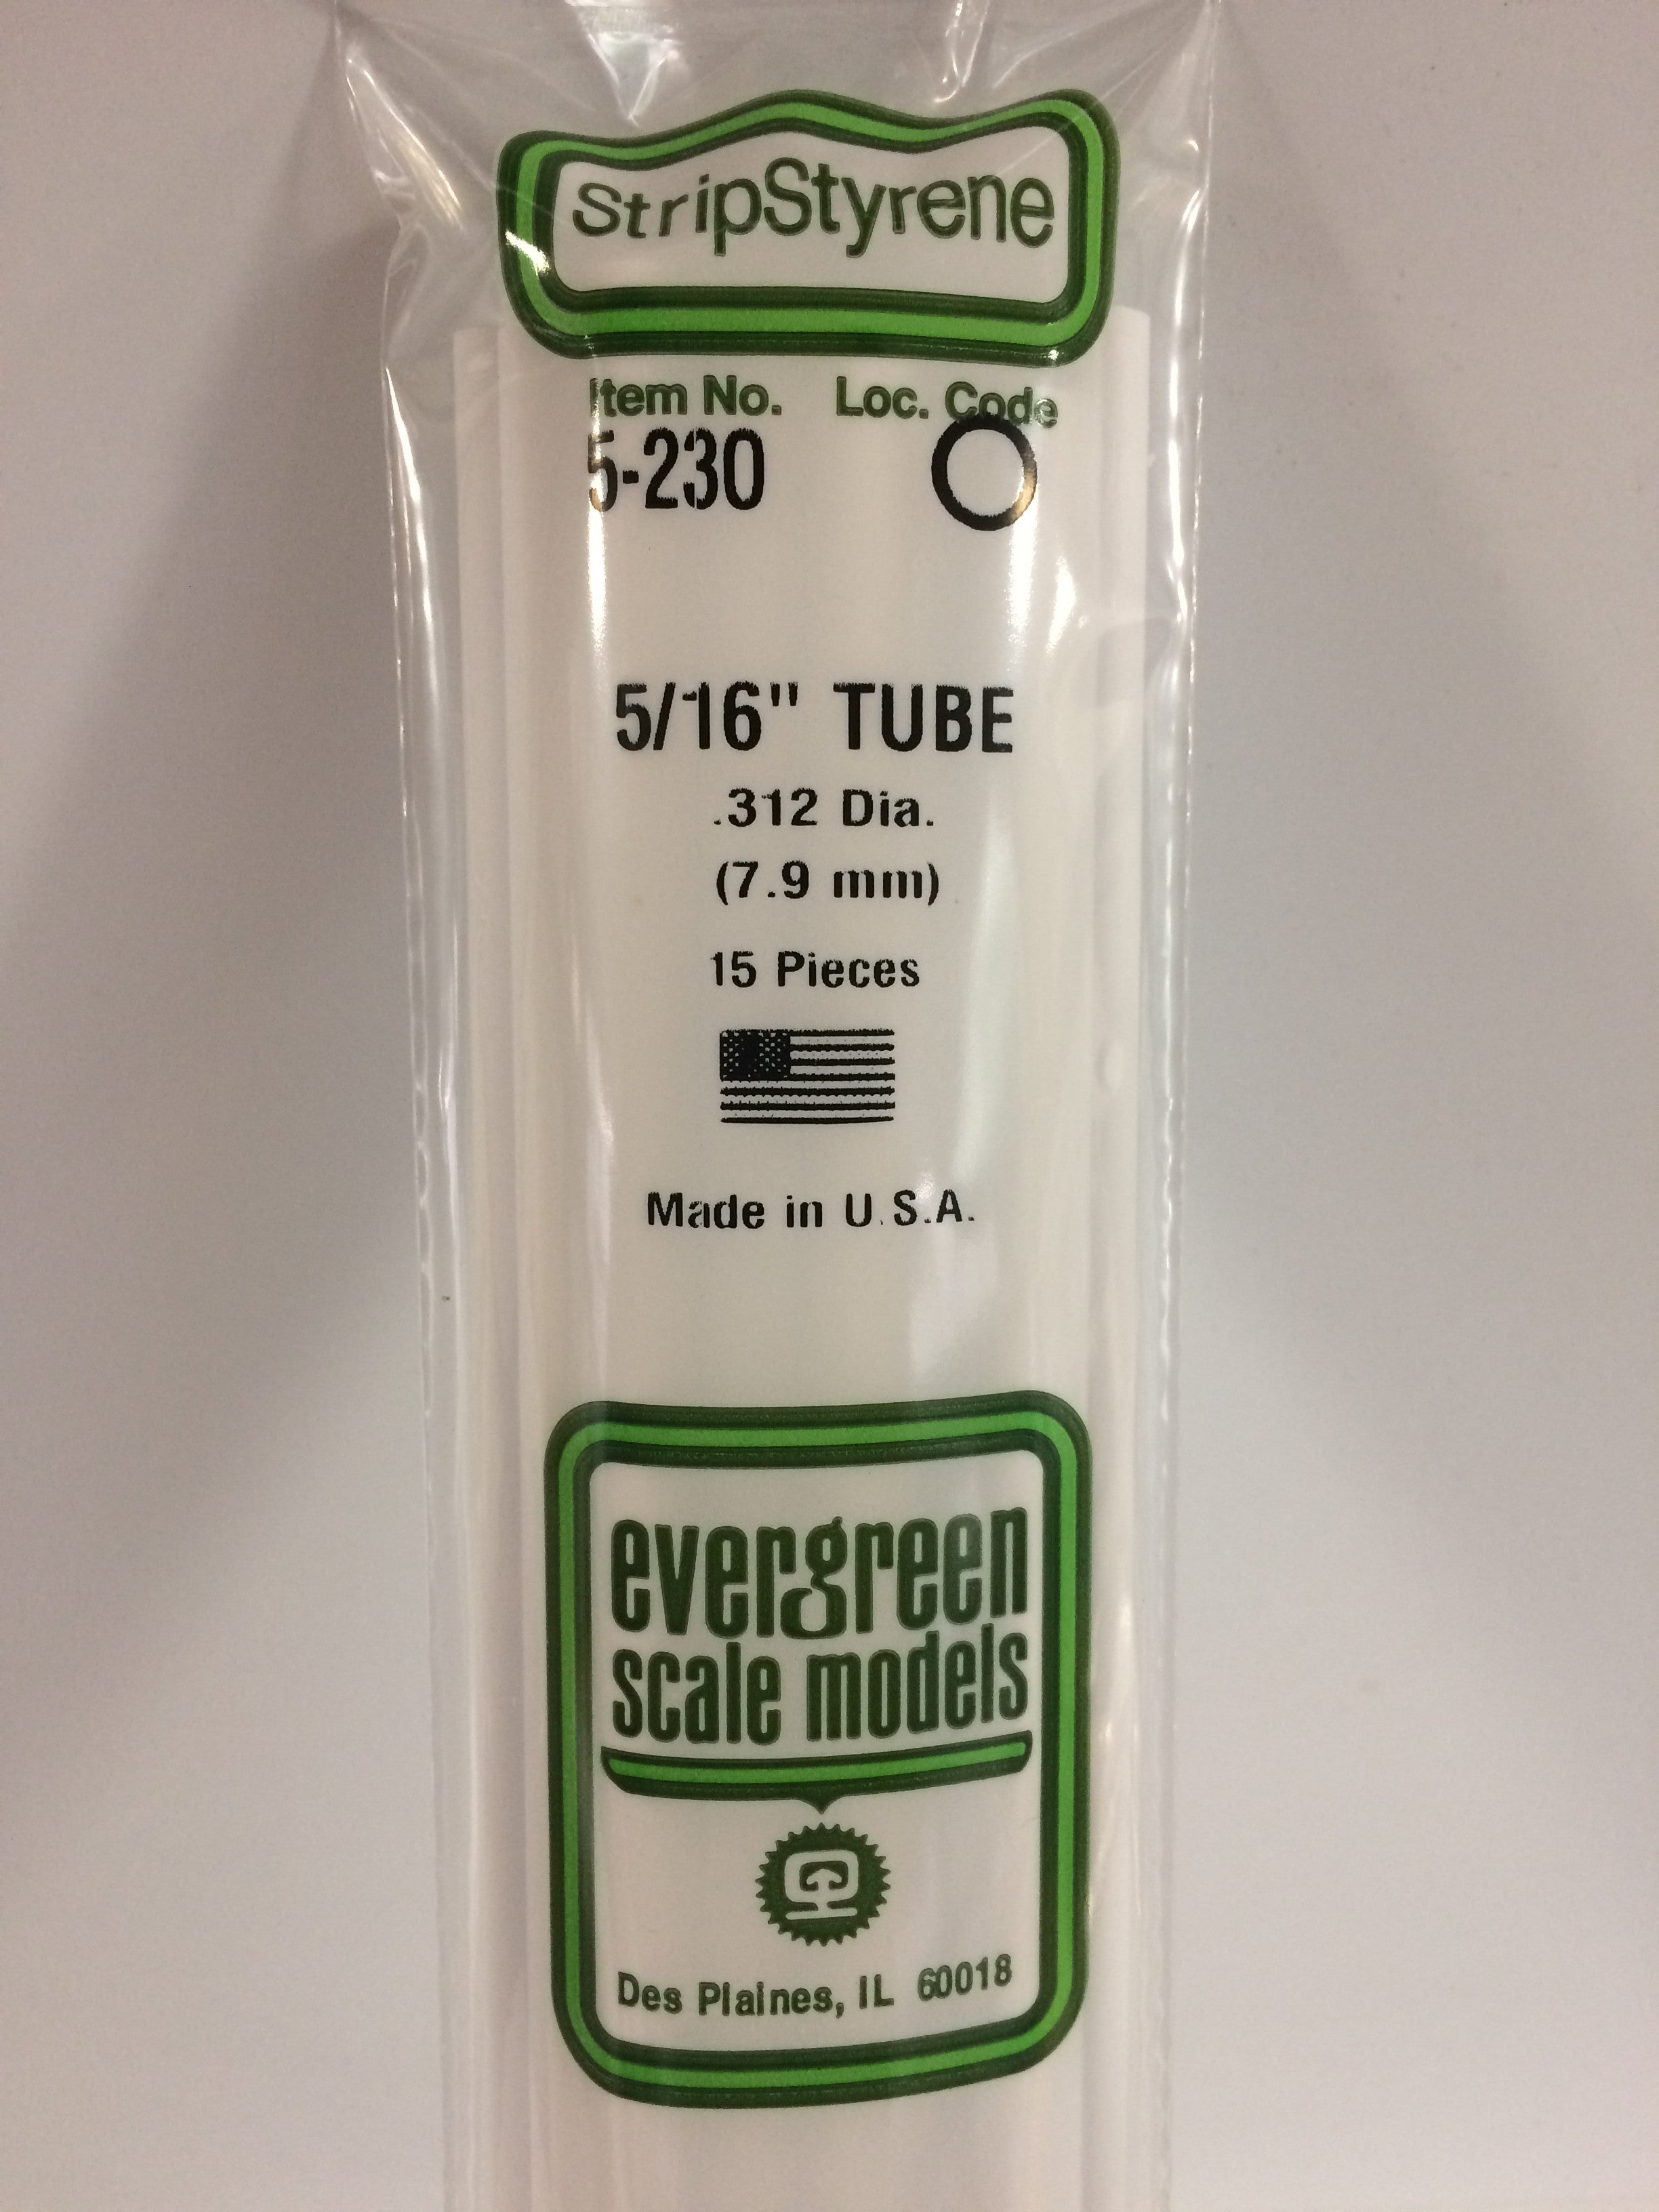 StripStyrene
Item No. Loc. Code
5-230 O
5/16" TUBE
.312 Dia.
(7.9 mm)
15 Pieces
Made in U.S.A.
evergreen
scale models
Des Plaines, IL 60018